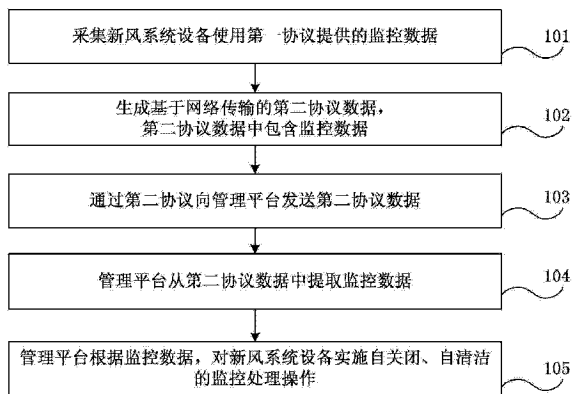 采集新风系统设备使用第一协议提供的监控数据
101
生成基于网络传输的第二协议数据，
第二协议数据中包含监控数据
102
通过第二协议向管理平台发送第二协议数据
103
管理平台从第二协议数据中提取监控数据
104
管理平台根据监控数据，对新风系统设备实施自关闭、自清洁
的监控处理操作
105